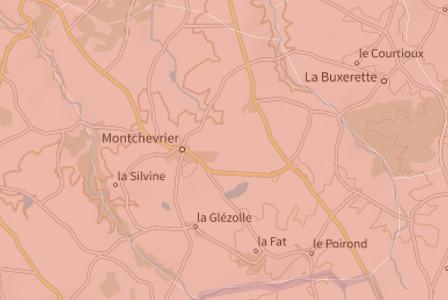 le Courtioux
La Buxerette
Montchevrier
la Silvine
la Glézolle
la Fat
le Poirond